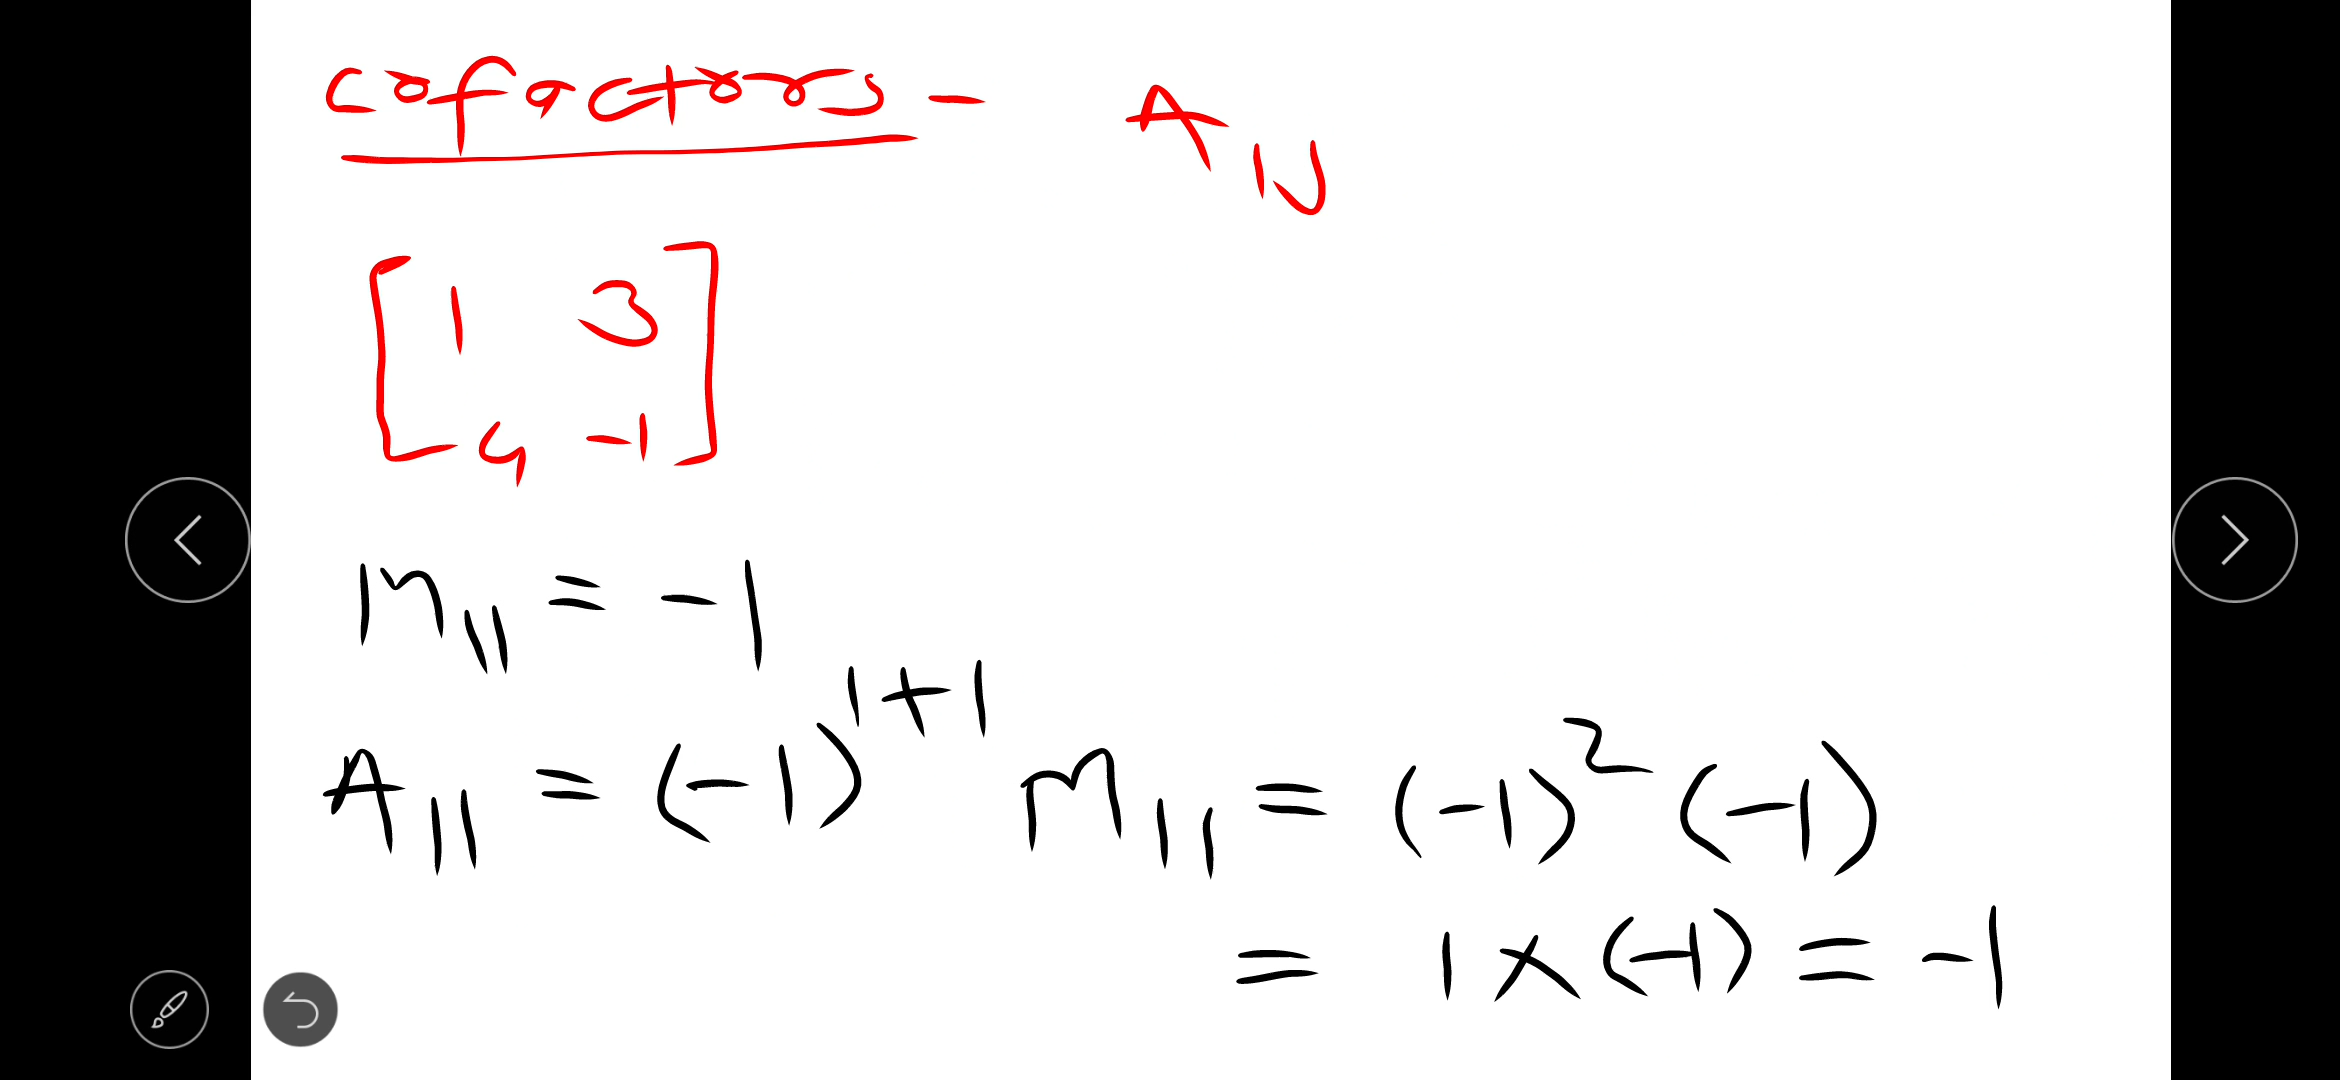 cofactors - Aij
[ 1 3
4 -1 ]
M₁₁ = -1
A₁₁ = (-1)¹⁺¹ M₁₁ = (-1)² (-1)
= 1 × (-1) = -1